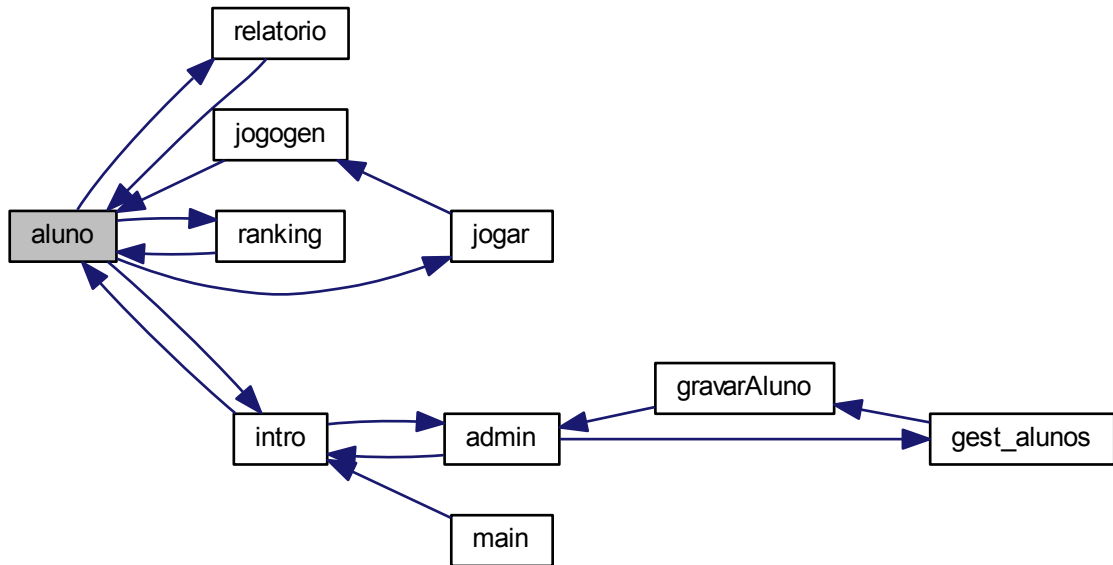 relatorio
jogogen
aluno
ranking
jogar
gravarAluno
intro
admin
gest_alunos
main